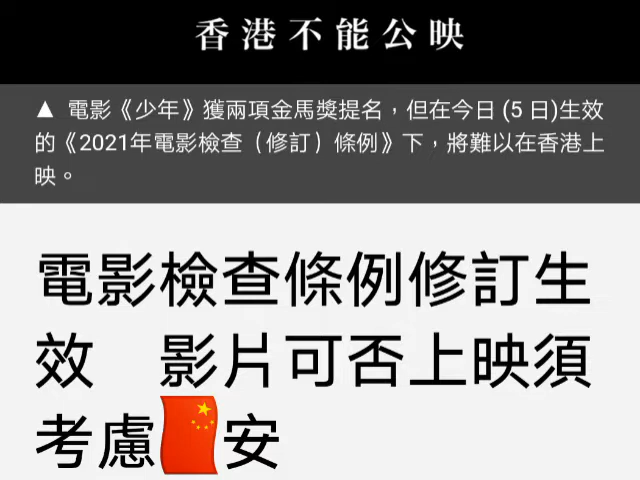 香港不能公映
▲ 電影《少年》獲兩項金馬獎提名，但在今日 (5 日)生效
的《2021年電影檢查（修訂）條例》下，將難以在香港上
映。
電影檢查條例修訂生
效　影片可否上映須
考慮🇨🇳安